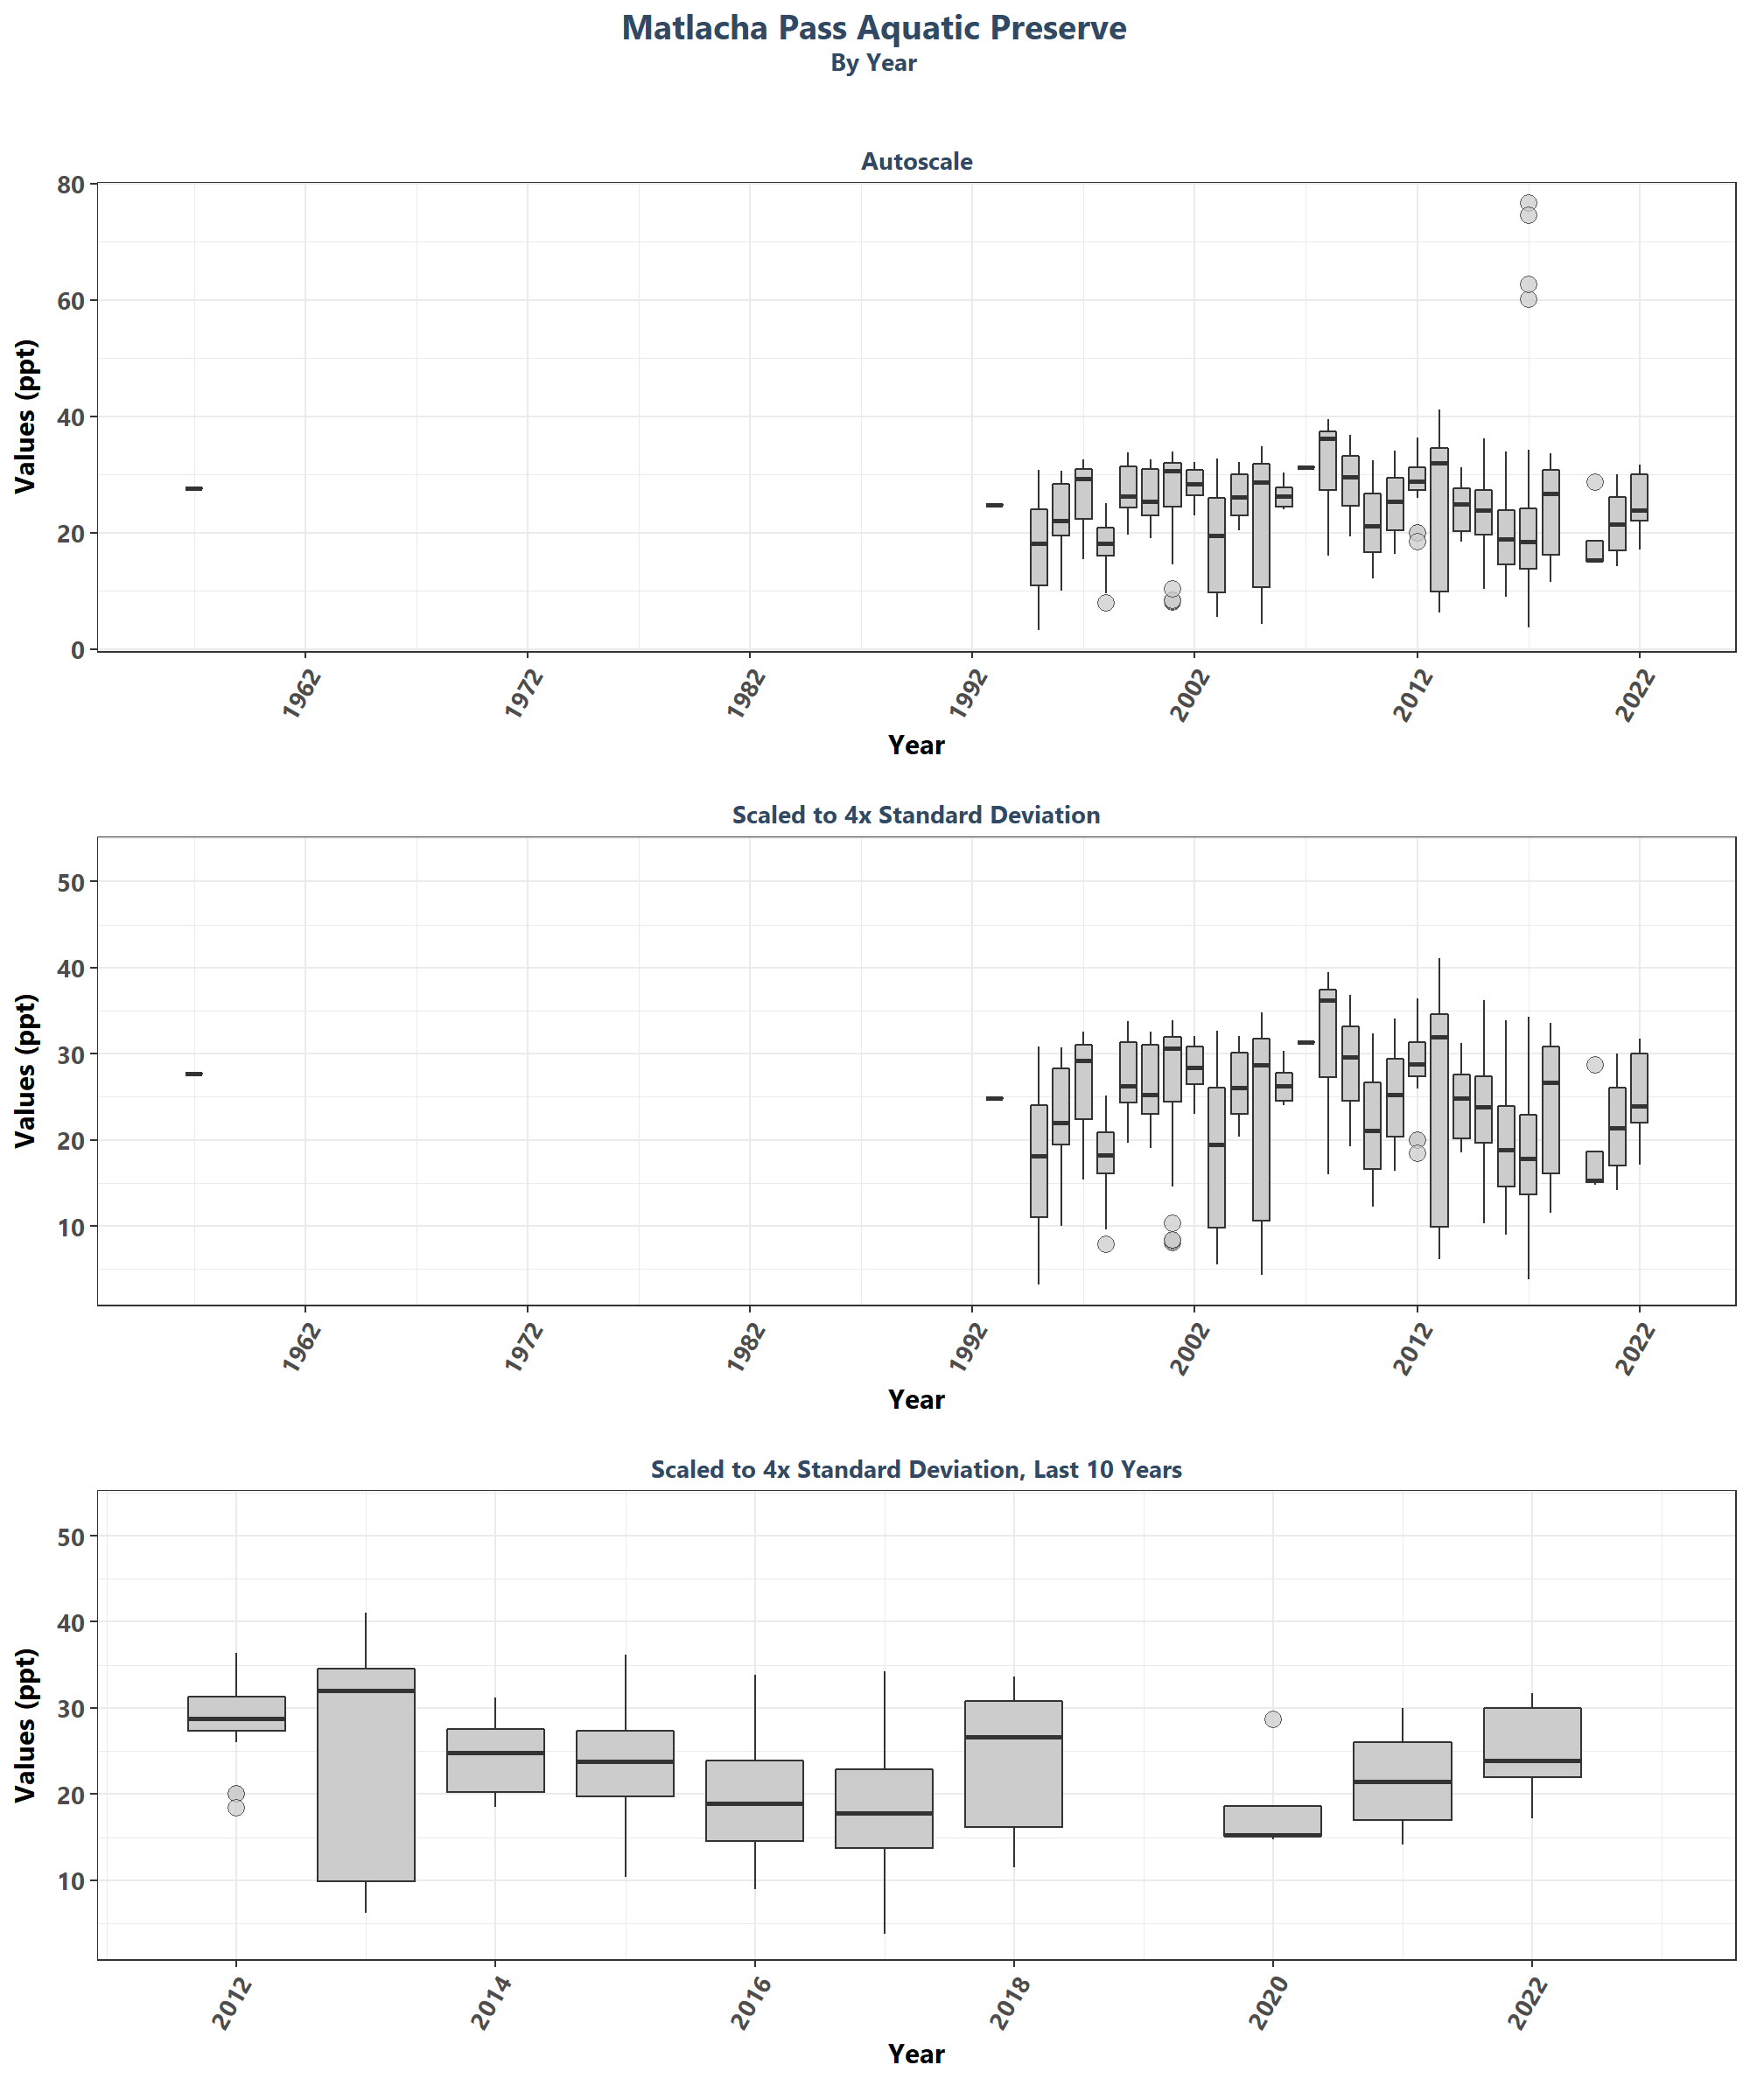 Matlacha Pass Aquatic Preserve
By Year
Autoscale
80
60
40
20
0
Values (ppt)
1962 1972 1982 1992 2002 2012 2022
Year
Scaled to 4x Standard Deviation
50
40
30
20
10
Values (ppt)
1962 1972 1982 1992 2002 2012 2022
Year
Scaled to 4x Standard Deviation, Last 10 Years
50
40
30
20
10
Values (ppt)
2012 2014 2016 2018 2020 2022
Year